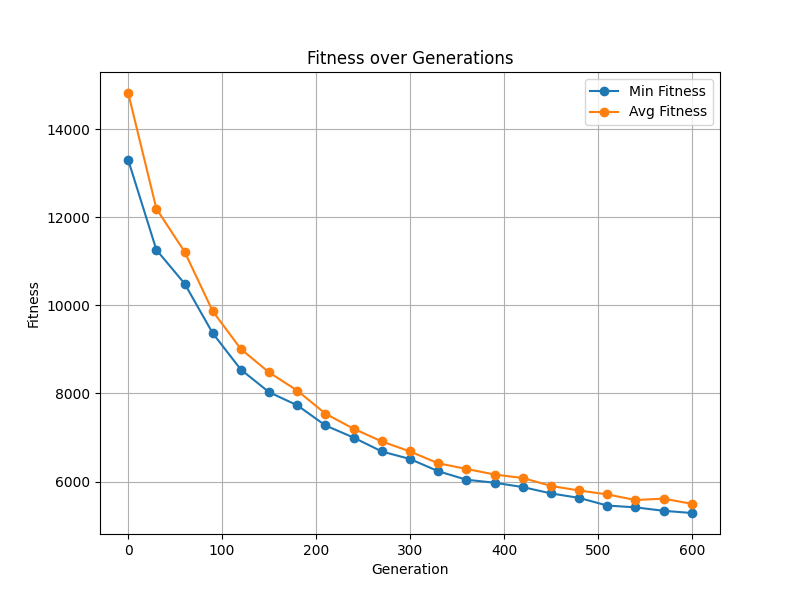 Fitness over Generations
Min Fitness
Avg Fitness
14000
12000
10000
8000
6000
Fitness
0 100 200 300 400 500 600
Generation